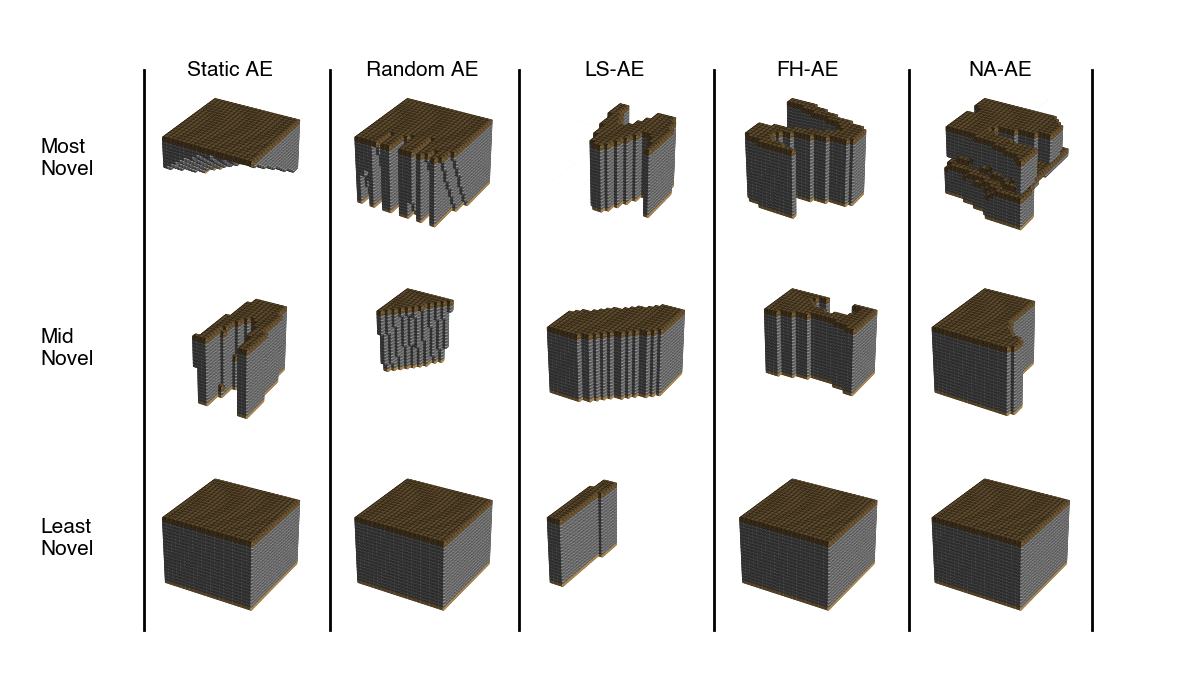 Static AE
Random AE
LS-AE
FH-AE
NA-AE
Most
Novel
Mid
Novel
Least
Novel